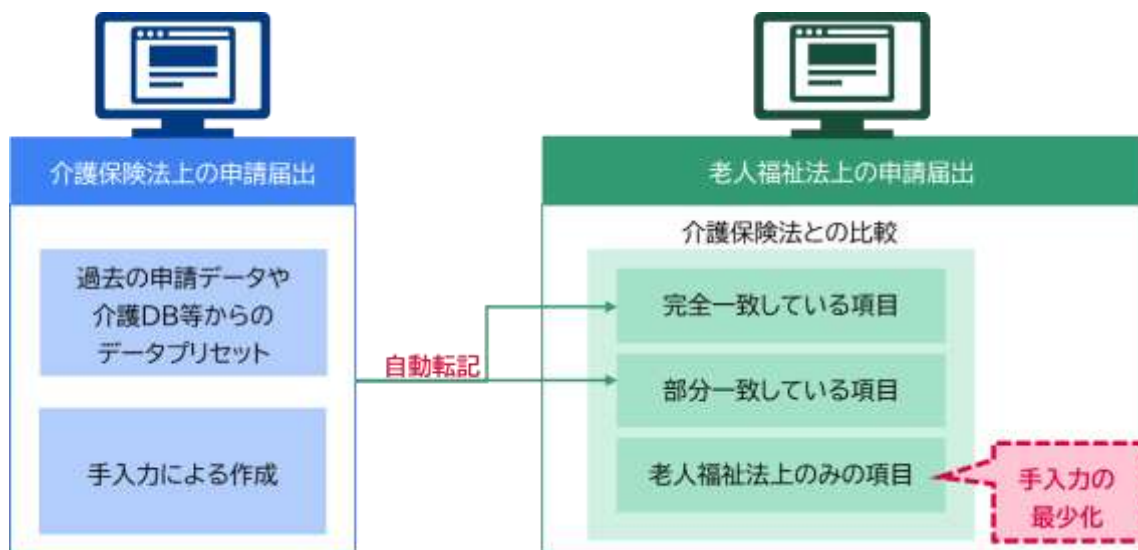 介護保険法上の申請届出
過去の申請データや
介護DB等からの
データプリセット
手入力による作成
自動転記
老人福祉法上の申請届出
介護保険法との比較
完全一致している項目
部分一致している項目
老人福祉法上のみの項目
手入力の
最少化